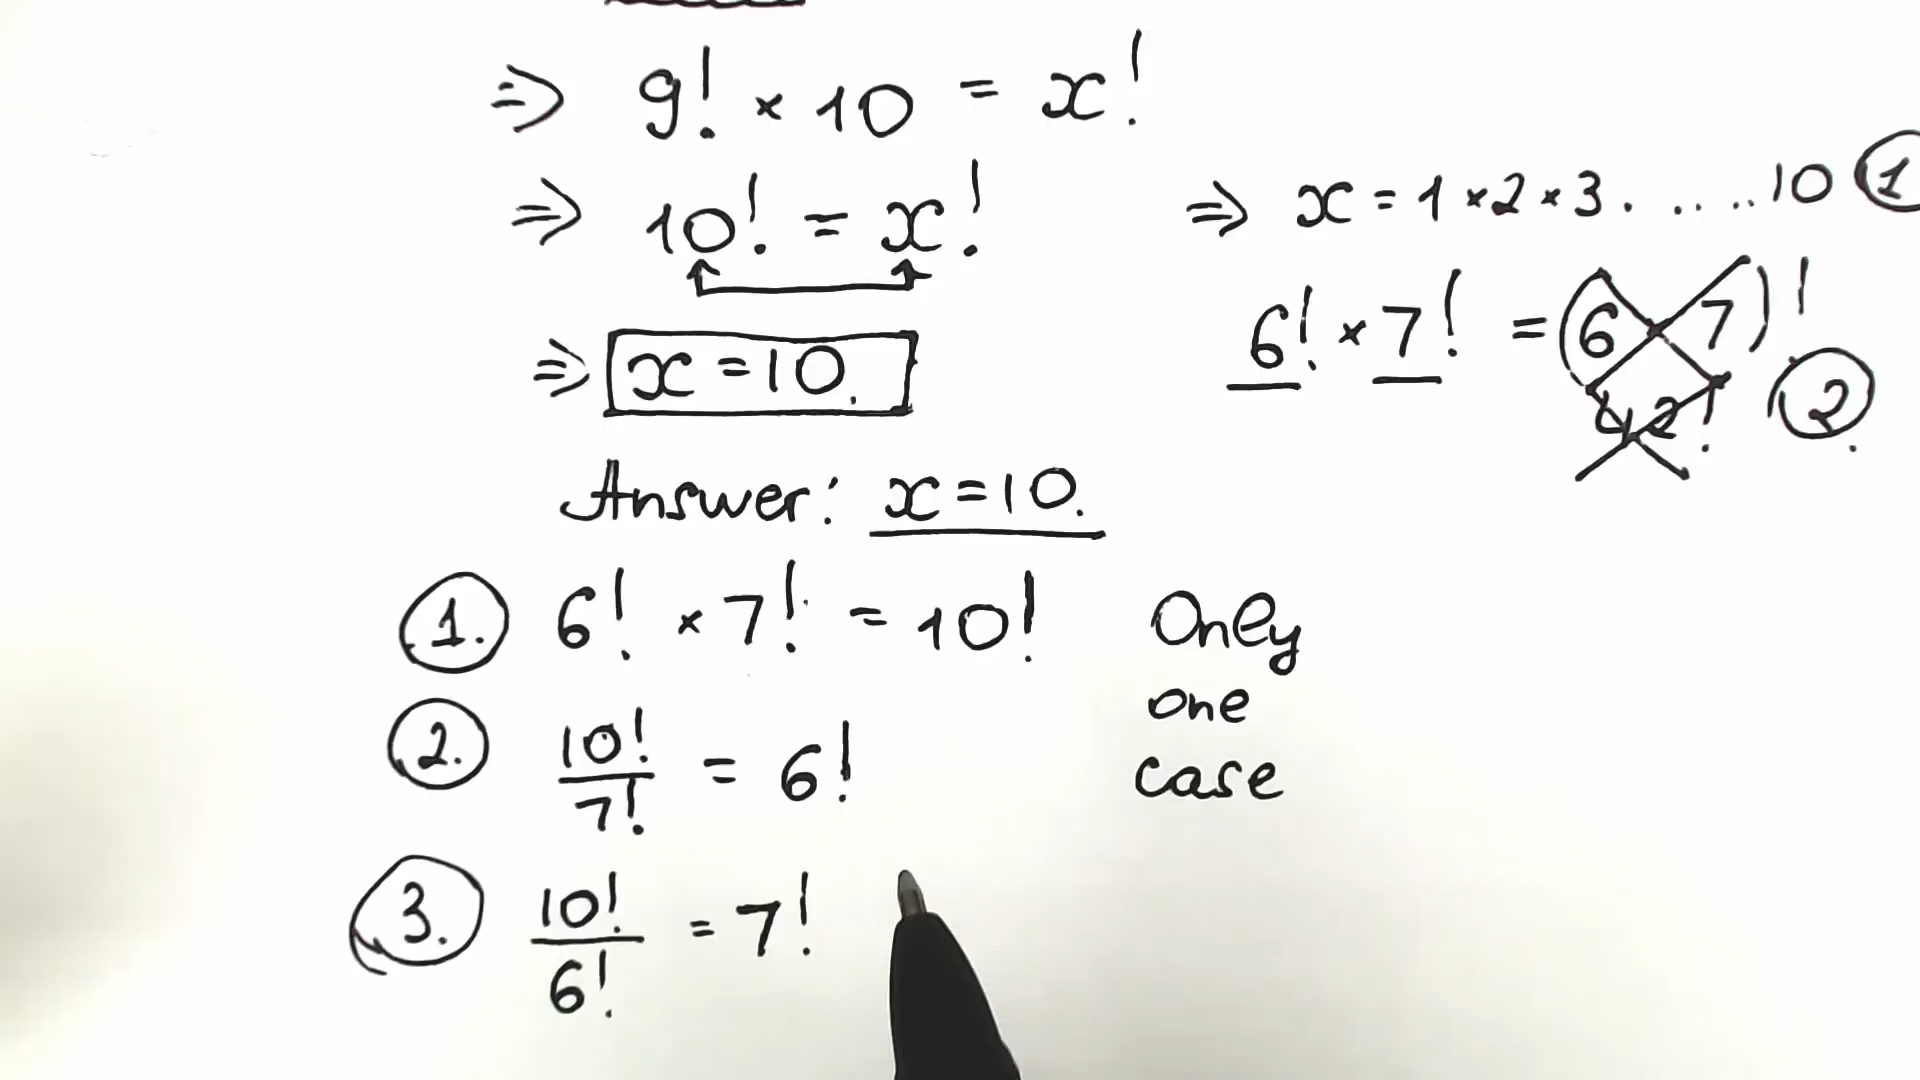 ⇒ 9! × 10 = x!
⇒ 10! = x!
⇒ x = 10.
Answer: x = 10.
⇒ x = 1 × 2 × 3 . . . . . 10 ①
6! × 7! = (6 7)!
42!
②.
①. 6! × 7! = 10!
②. 10!/7! = 6!
③. 10!/6! = 7!
Only
one
case